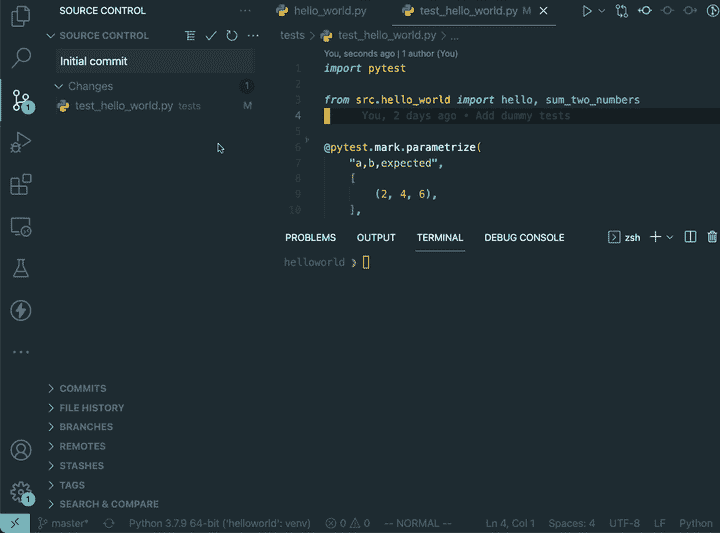 SOURCE CONTROL ...
SOURCE CONTROL ...
Initial commit
Changes 1
test_hello_world.py tests M
1
...
COMMITS
FILE HISTORY
BRANCHES
REMOTES
STASHES
TAGS
SEARCH & COMPARE
1
hello_world.py
test_hello_world.py M
tests > test_hello_world.py > ...
You, seconds ago | 1 author (You)
1 import pytest
2
3 from src.hello_world import hello, sum_two_numbers
4 You, 2 days ago • Add dummy tests
5
6 @pytest.mark.parametrize(
7 "a,b,expected",
8 [
9 (2, 4, 6),
10 ],
PROBLEMS OUTPUT TERMINAL DEBUG CONSOLE
zsh
helloworld ❯
master* Python 3.7.9 64-bit ('helloworld': venv) 0 0 -- NORMAL -- Ln 4, Col 1 Spaces: 4 UTF-8 LF Python